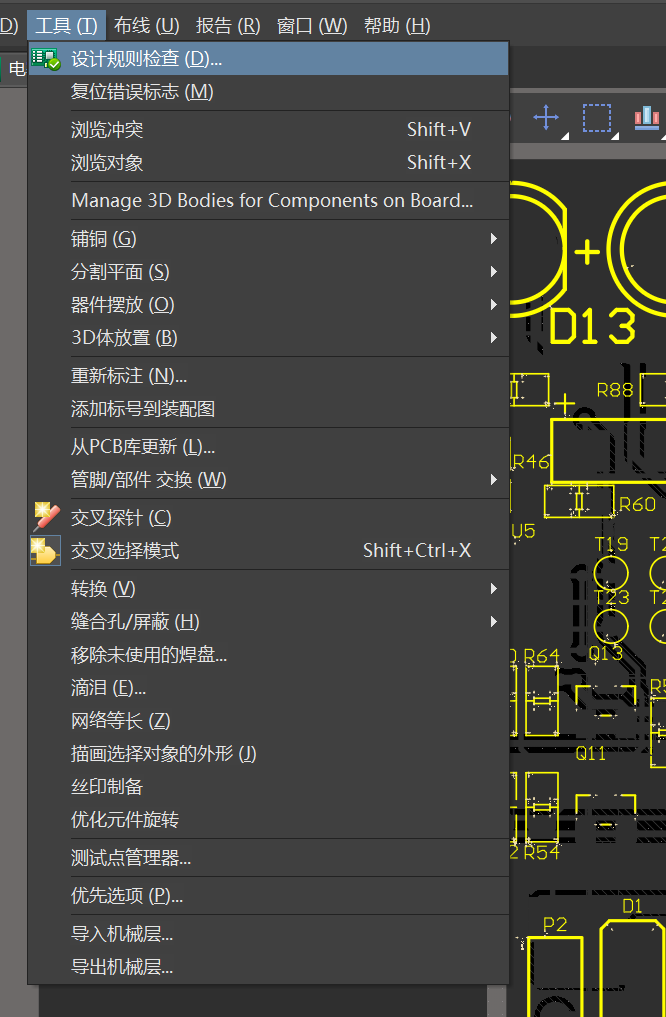 D) 工具 (T) 布线 (U) 报告 (R) 窗口 (W) 帮助 (H)
电
设计规则检查 (D)...
复位错误标志 (M)
浏览冲突 Shift+V
浏览对象 Shift+X
Manage 3D Bodies for Components on Board...
铺铜 (G)
分割平面 (S)
器件摆放 (O)
3D体放置 (B)
重新标注 (N)...
添加标号到装配图
从PCB库更新 (L)...
管脚/部件 交换 (W)
交叉探针 (C)
交叉选择模式 Shift+Ctrl+X
转换 (V)
缝合孔/屏蔽 (H)
移除未使用的焊盘...
滴泪 (E)...
网络等长 (Z)
描画选择对象的外形 (J)
丝印制备
优化元件旋转
测试点管理器...
优先选项 (P)...
导入机械层...
导出机械层...
D13
R88
R46
R60
U5
T19
T23
Q13
R64
Q11
R54
D1
P2